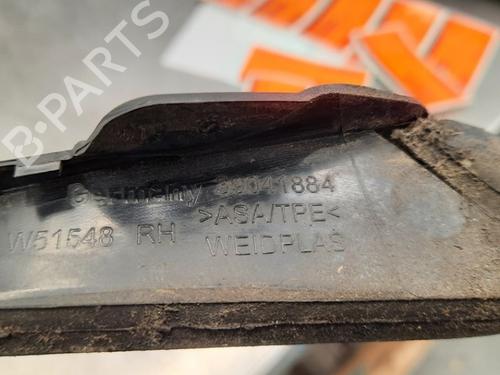 B-PARTS
Germany 39041884
>ASA/TPE<
W51548 RH
WEIDPLAS